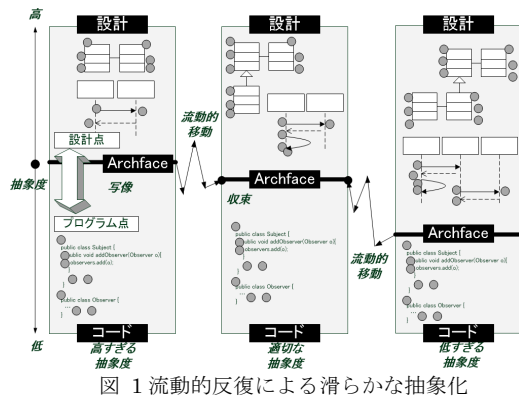 高
設計
設計
設計
設計点
流動的
移動
Archface
抽象度
写像
Archface
収束
プログラム点
public class Subject {
public void addObserver(Observer o){
observers.add(o);
}
}
public class Observer {
...
}
public class Subject {
public void addObserver(Observer o){
observers.add(o);
}
}
public class Observer {
...
}
流動的
移動
Archface
public class Subject {
public void addObserver(Observer o){
observers.add(o);
}
}
public class Observer {
...
}
低
コード
コード
コード
高すぎる
抽象度
適切な
抽象度
低すぎる
抽象度
図 1 流動的反復による滑らかな抽象化